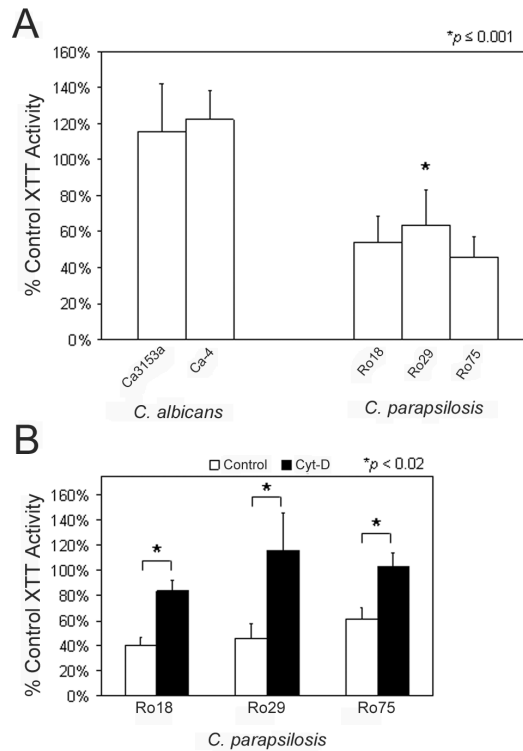 A
*p ≤ 0.001
% Control XTT Activity
160%
140%
120%
100%
80%
60%
40%
20%
0%
*
Ca3153a
Ca-4
Ro18
Ro29
Ro75
C. albicans
C. parapsilosis
B
Control Cyt-D *p < 0.02
% Control XTT Activity
160%
140%
120%
100%
80%
60%
40%
20%
0%
*
*
*
Ro18 Ro29 Ro75
C. parapsilosis